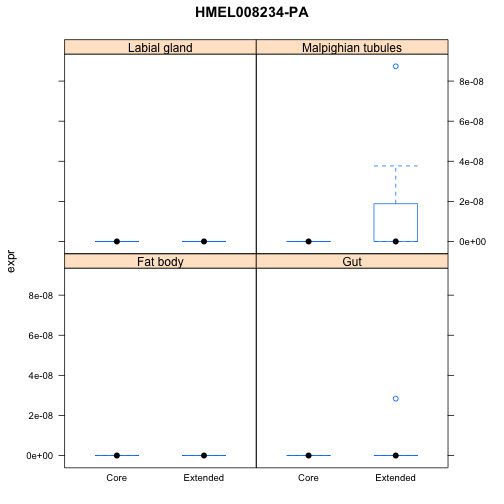 HMEL008234-PA
Labial gland
Malpighian tubules
8e-08
6e-08
4e-08
2e-08
0e+00
expr
Fat body
Gut
8e-08
6e-08
4e-08
2e-08
0e+00
Core
Extended
Core
Extended